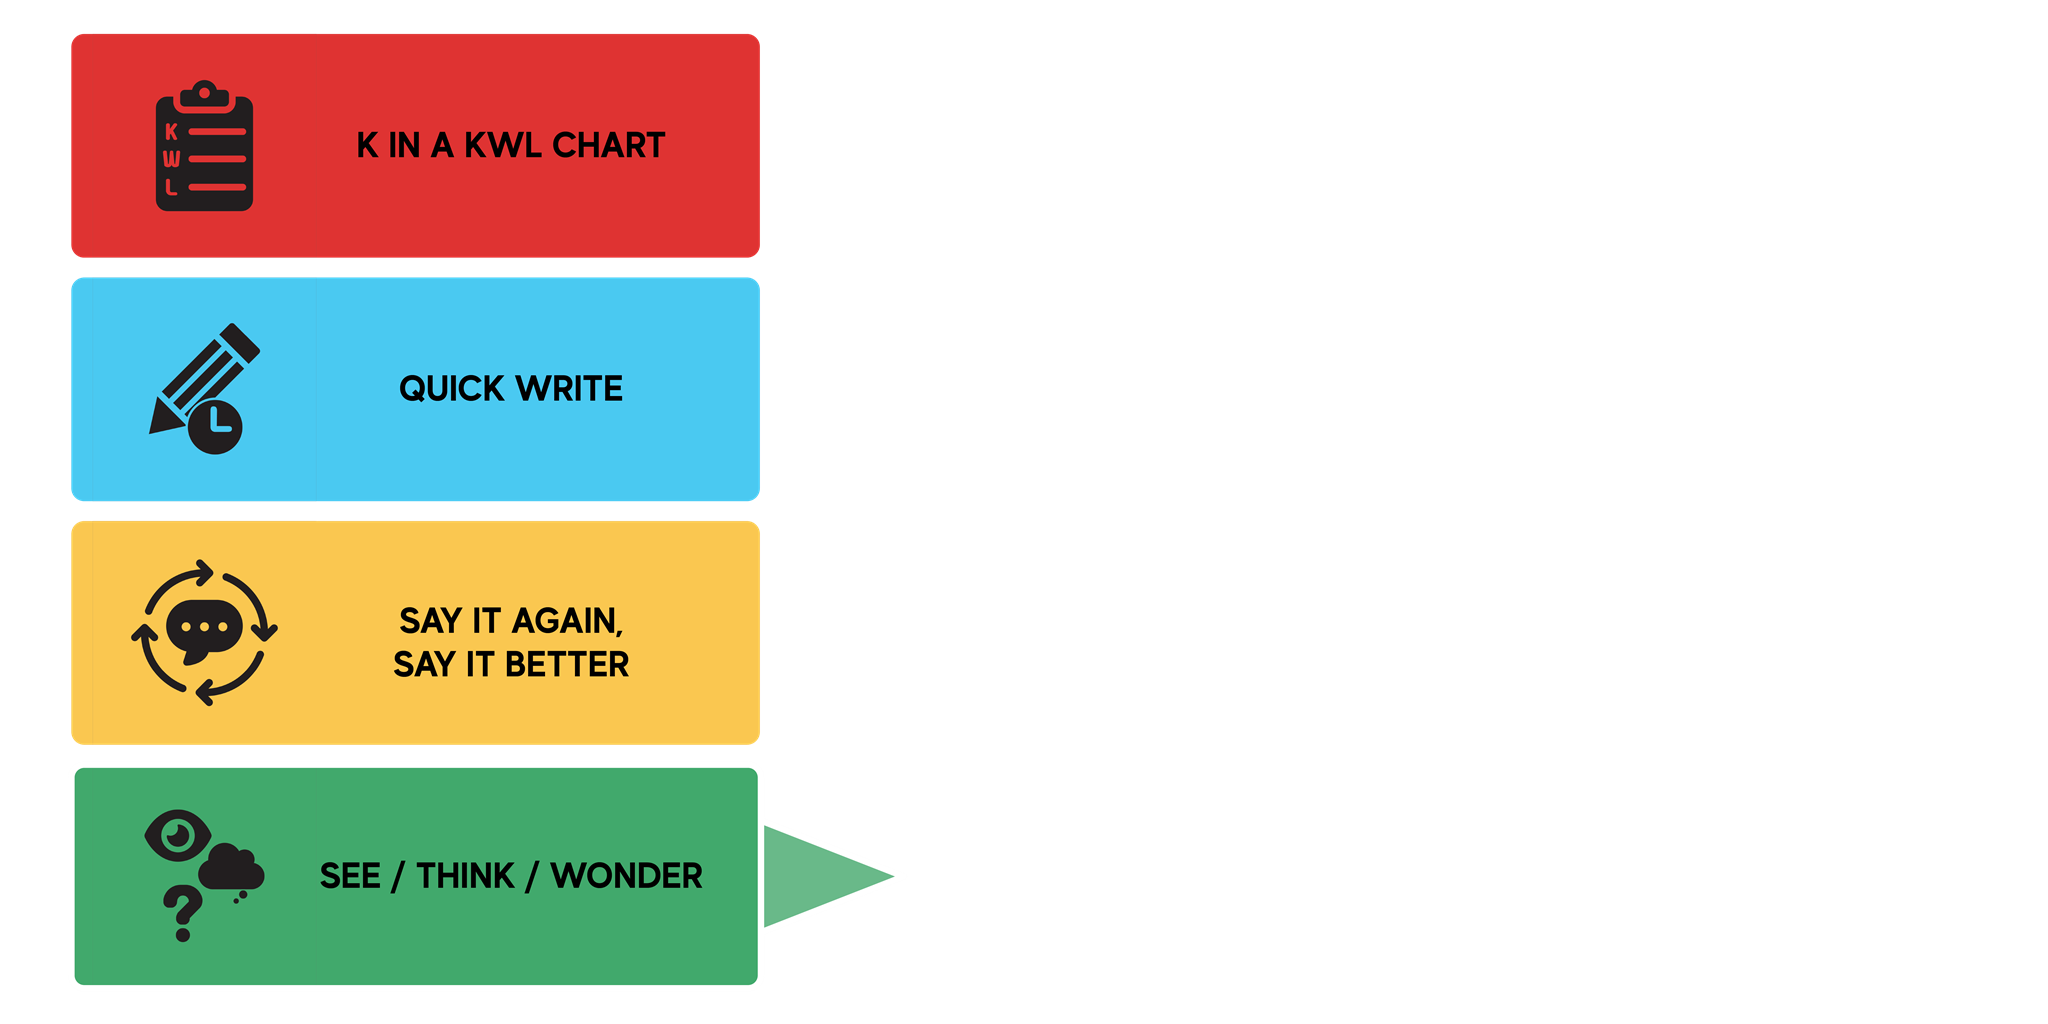 K
W
L
K IN A KWL CHART
QUICK WRITE
SAY IT AGAIN,
SAY IT BETTER
SEE / THINK / WONDER
?